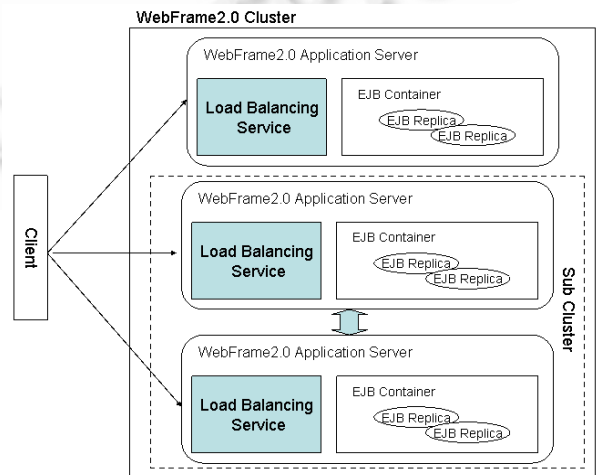 WebFrame2.0 Cluster
WebFrame2.0 Application Server
Load Balancing
Service
EJB Container
EJB Replica
EJB Replica
Client
WebFrame2.0 Application Server
Load Balancing
Service
EJB Container
EJB Replica
EJB Replica
Sub Cluster
WebFrame2.0 Application Server
Load Balancing
Service
EJB Container
EJB Replica
EJB Replica